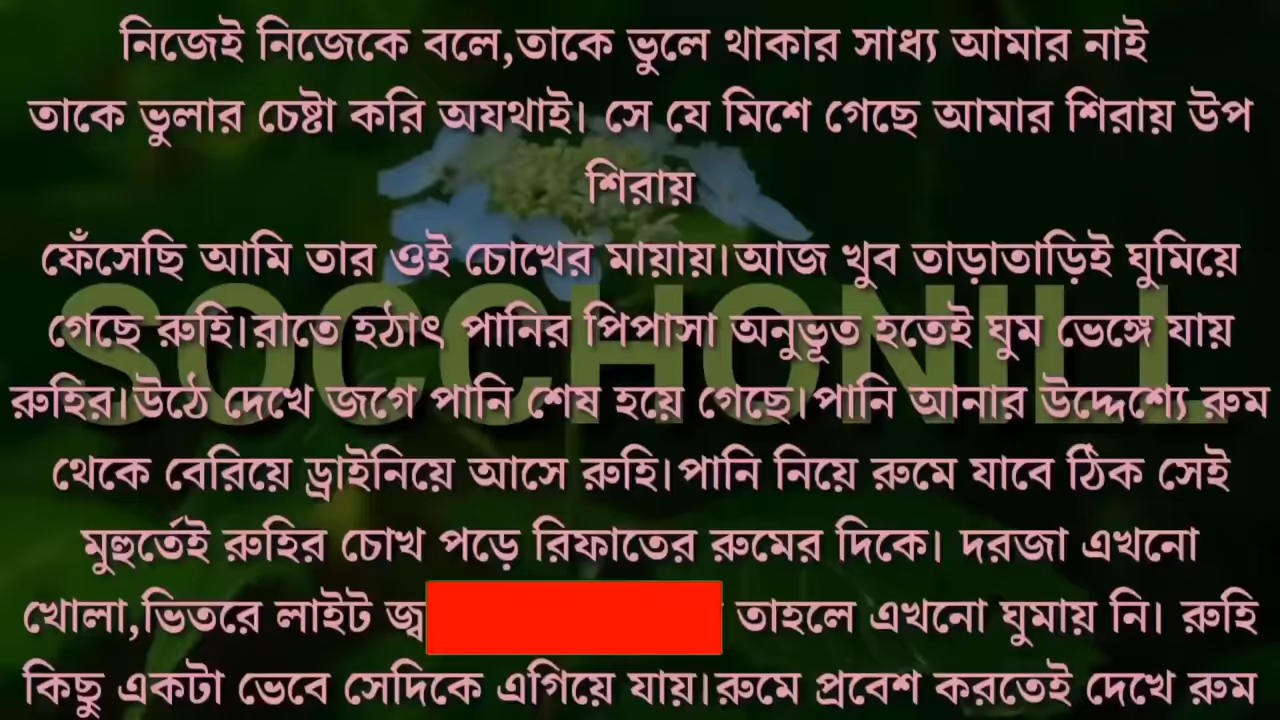 নিজেই নিজেকে বলে,তাকে ভুলে থাকার সাধ্য আমার নাই
তাকে ভুলার চেষ্টা করি অযথাই। সে যে মিশে গেছে আমার শিরায় উপ
শিরায়
ফেঁসেছি আমি তার ওই চোখের মায়ায়।আজ খুব তাড়াতাড়িই ঘুমিয়ে
গেছে রুহি।রাতে হঠাৎ পানির পিপাসা অনুভূত হতেই ঘুম ভেঙ্গে যায়
রুহির।উঠে দেখে জগে পানি শেষ হয়ে গেছে।পানি আনার উদ্দেশ্যে রুম
থেকে বেরিয়ে ড্রাইনিয়ে আসে রুহি।পানি নিয়ে রুমে যাবে ঠিক সেই
মুহুর্তেই রুহির চোখ পড়ে রিফাতের রুমের দিকে। দরজা এখনো
খোলা,ভিতরে লাইট তাহলে এখনো ঘুমায় নি। রুহি
কিছু একটা ভেবে সেদিকে এগিয়ে যায়।রুমে প্রবেশ করতেই দেখে রুম
SOCCHONILL